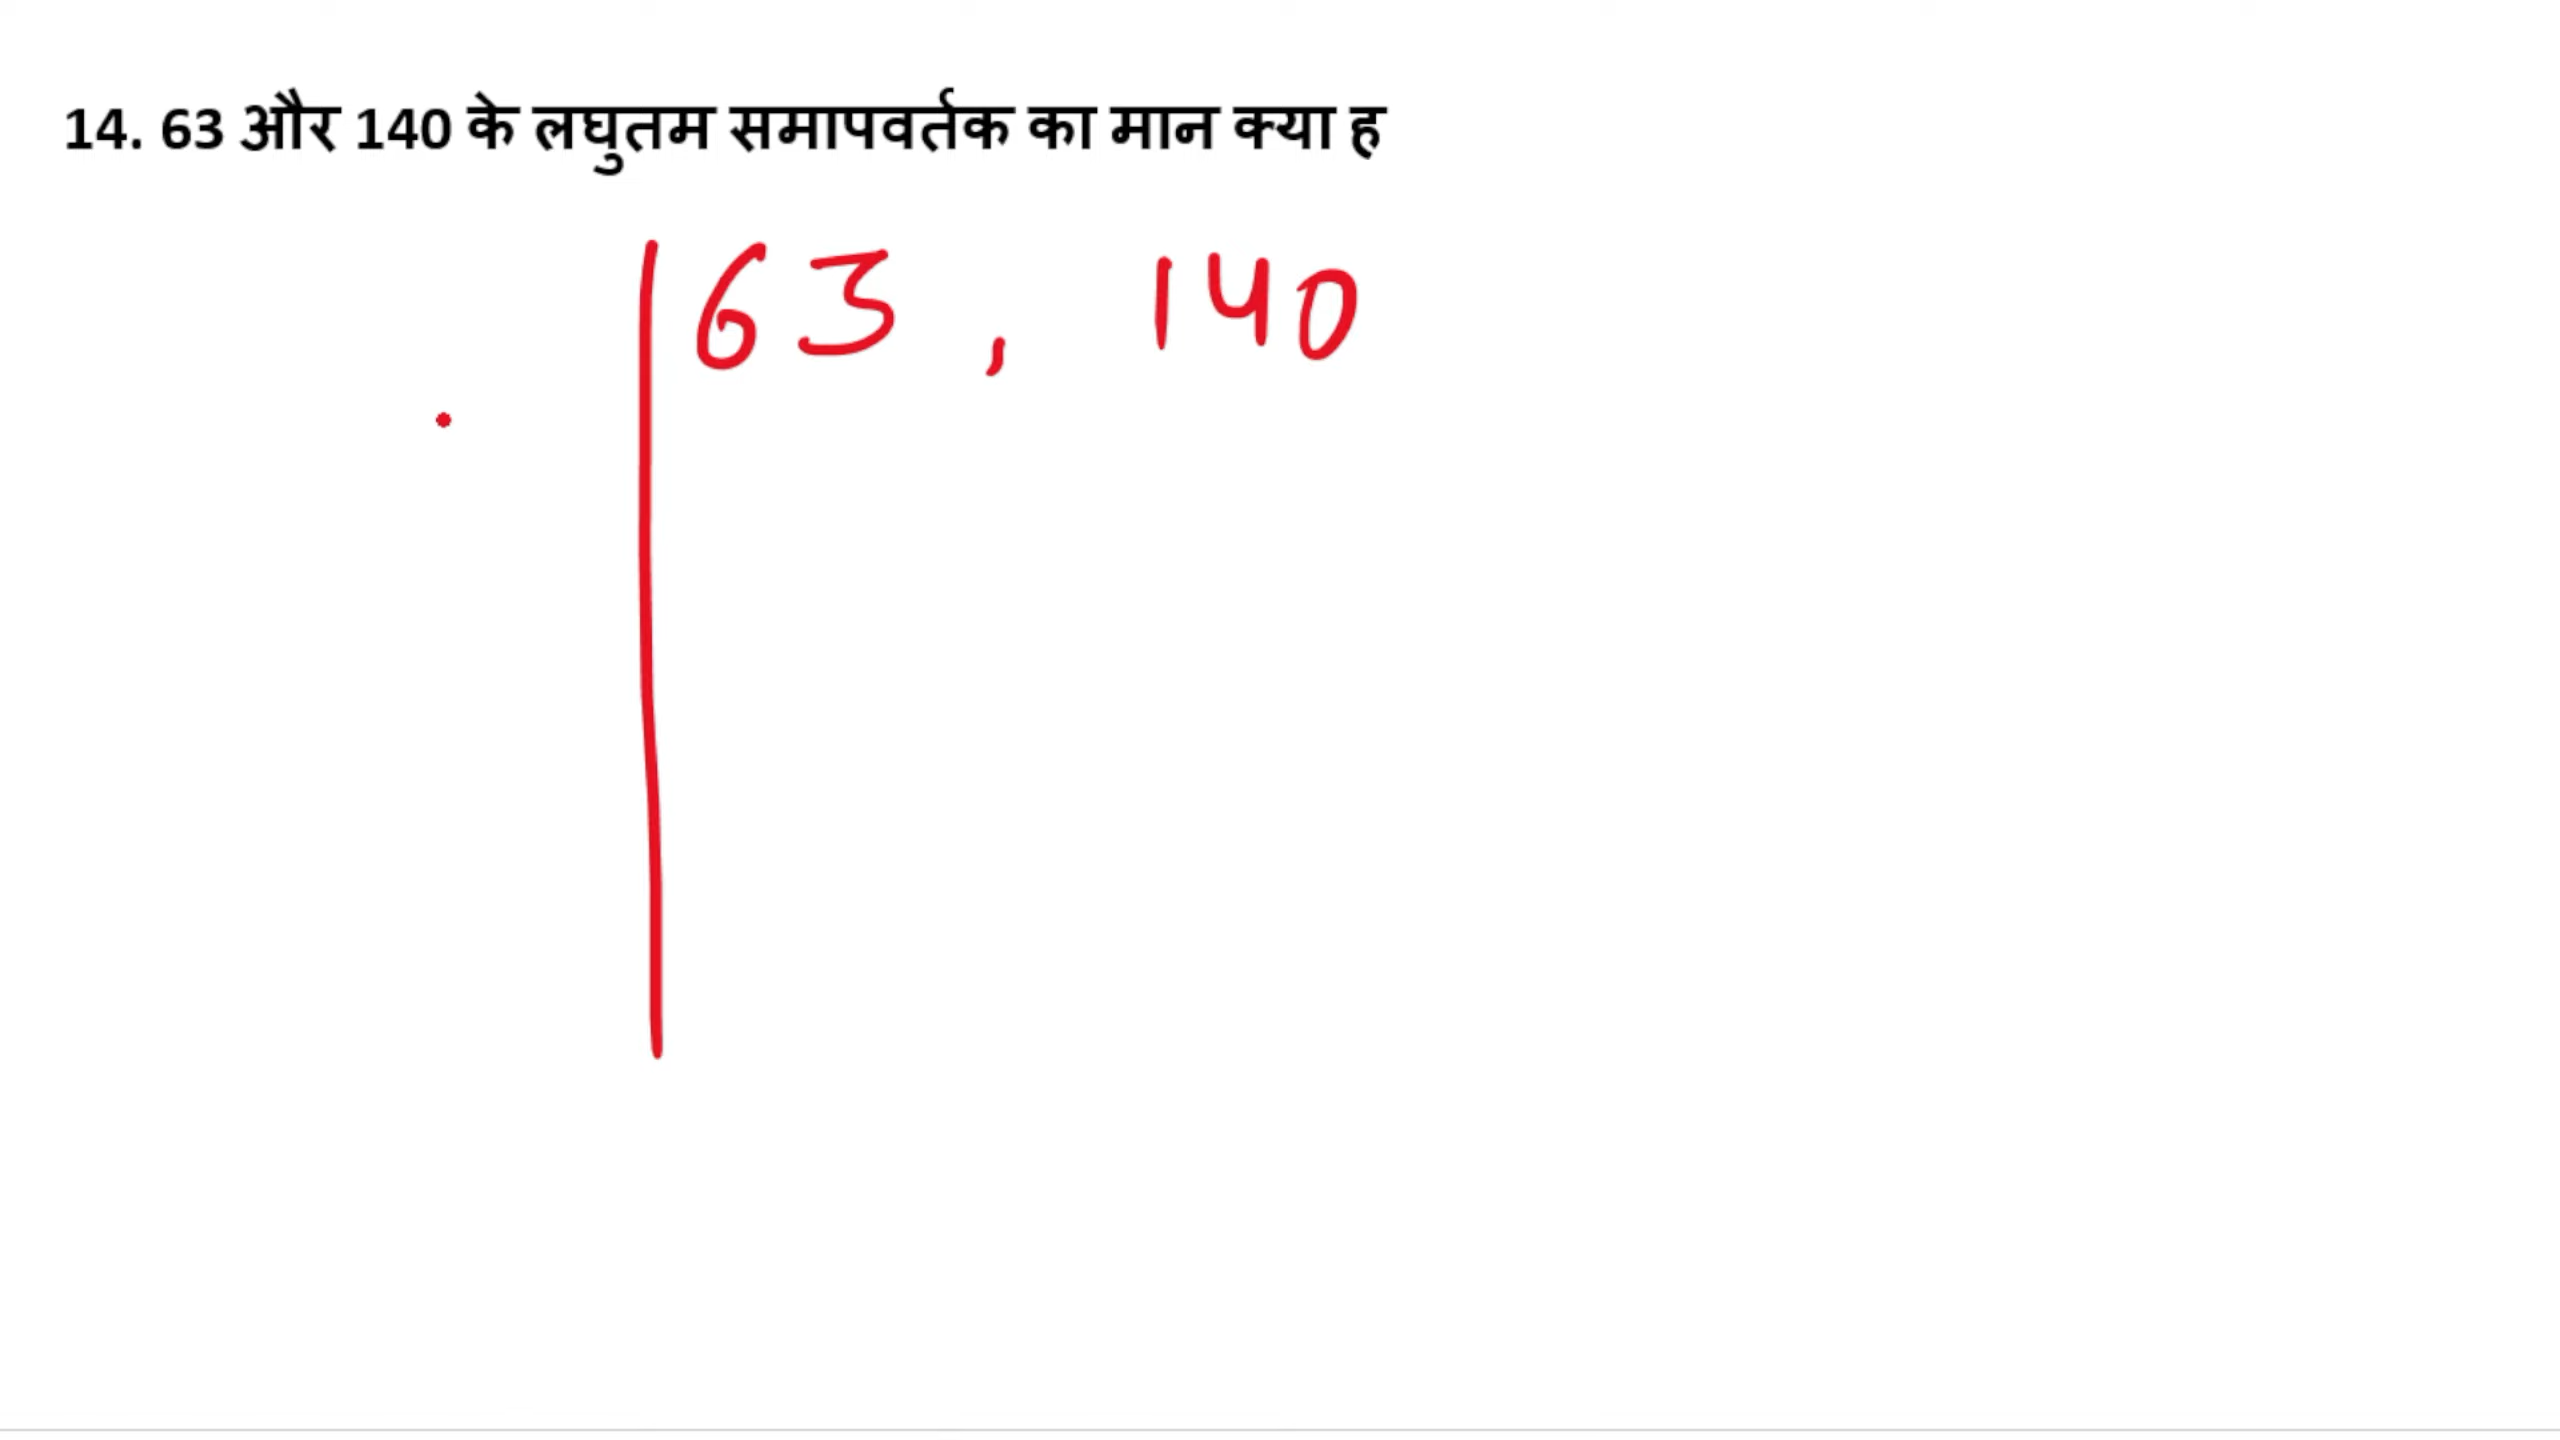 14. 63 और 140 के लघुतम समापवर्तक का मान क्या ह
63 , 140